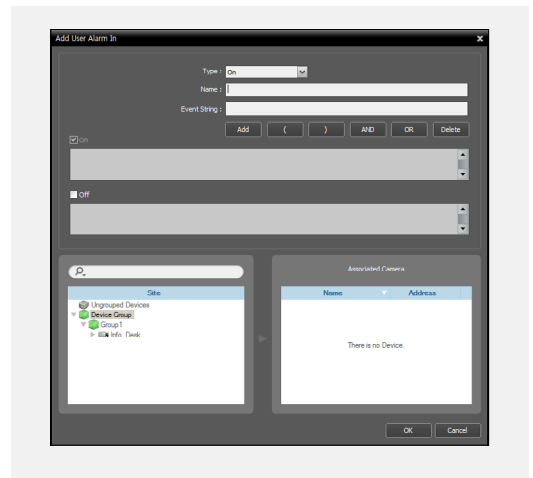 Add User Alarm In
Type : On
Name :
Event String :
Add ( ) AND OR Delete
On
Off
Associated Camera
Site
Ungrouped Devices
Device Group
Group1
Info_Desk
Name Address
There is no Device.
OK Cancel